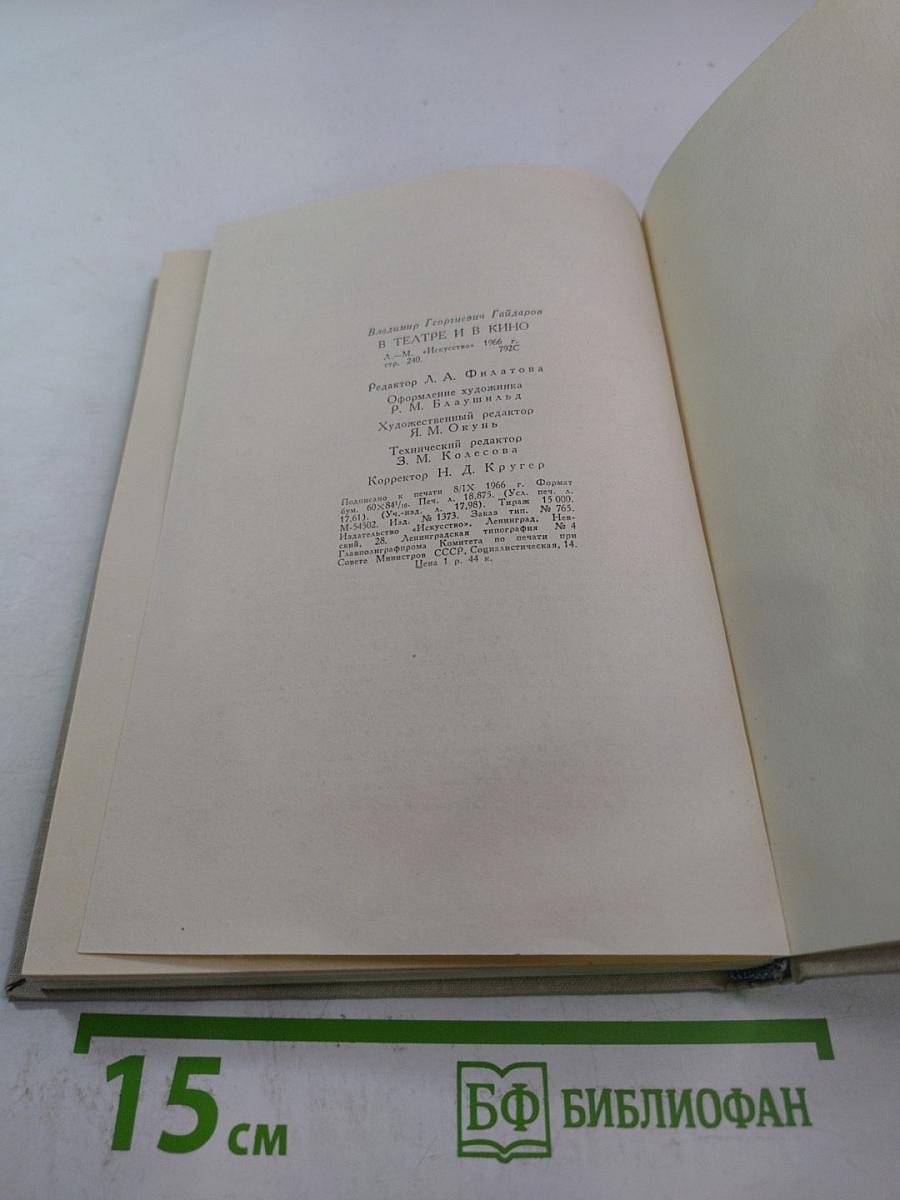 Владимир Георгиевич Гайдаров
В ТЕАТРЕ И В КИНО
Л.—М. «Искусство» 1966 г.
стр. 240. 792С
Редактор Л. А. Филатова
Оформление художника
Р. М. Блаушильд
Художественный редактор
Я. М. Окунь
Технический редактор
З. М. Колесова
Корректор Н. Д. Кругер
Подписано к печати 8/IX 1966 г. Формат
бум. 60×84¹/₁₆. Печ. л. 18,875. (Усл. печ. л.
17,61). (Уч.-изд. л. 17,98). Тираж 15 000.
М-54502. Изд. № 1373. Заказ тип. № 765.
Издательство «Искусство», Ленинград, Нев-
ский, 28. Ленинградская типография № 4
Главполиграфпрома Комитета по печати при
Совете Министров СССР, Социалистическая, 14.
Цена 1 р. 44 к.
15 см
БФ БИБЛИОФАН